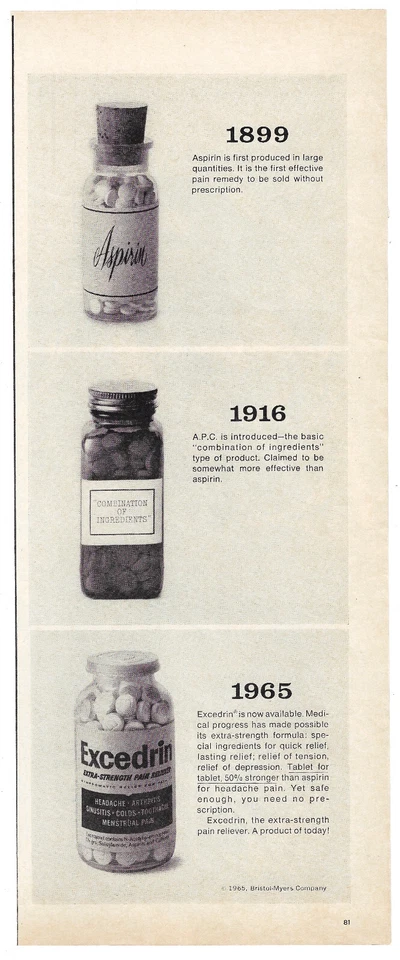 1899
Aspirin is first produced in large
quantities. It is the first effective
pain remedy to be sold without
prescription.
Aspirin
1916
A.P.C. is introduced—the basic
"combination of ingredients"
type of product. Claimed to be
somewhat more effective than
aspirin.
"COMBINATION
OF
INGREDIENTS"
1965
Excedrin® is now available. Medi-
cal progress has made possible
its extra-strength formula: spe-
cial ingredients for quick relief,
lasting relief; relief of tension,
relief of depression. Tablet for
tablet, 50% stronger than aspirin
for headache pain. Yet safe
enough, you need no pre-
scription.
Excedrin, the extra-strength
pain reliever. A product of today!
Excedrin
EXTRA-STRENGTH PAIN RELIEVER
HEADACHE • ARTHRITIS
SINUSITIS • COLDS • TOOTHACHE
MENSTRUAL PAIN
© 1965, Bristol-Myers Company
81